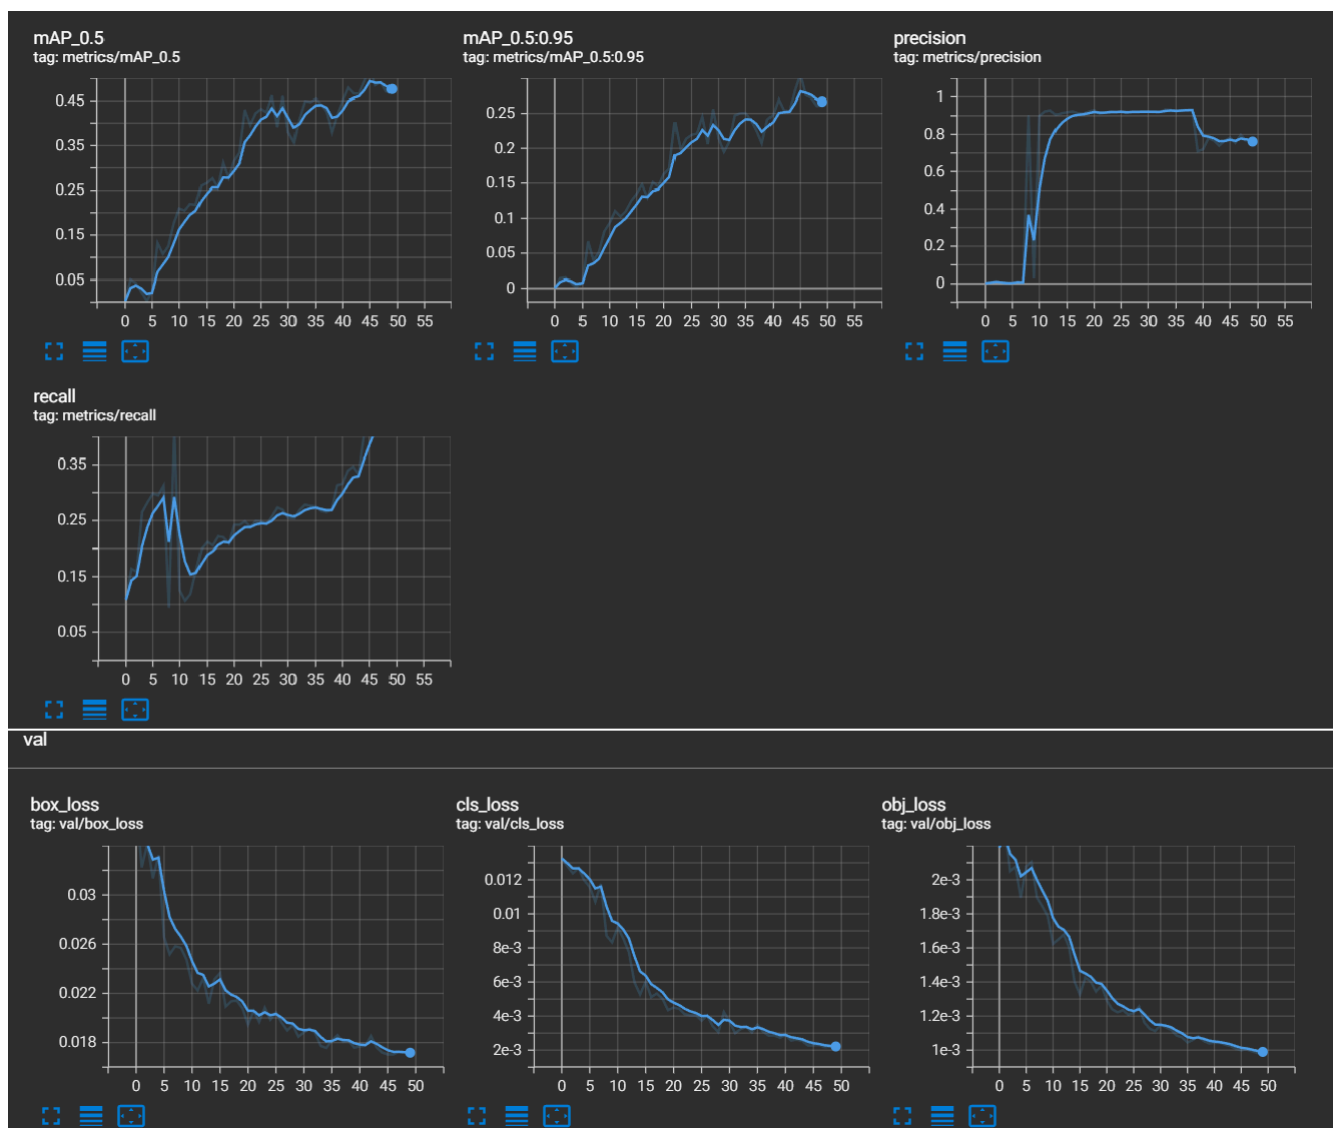 mAP_0.5
tag: metrics/mAP_0.5
0.45
0.35
0.25
0.15
0.05
0 5 10 15 20 25 30 35 40 45 50 55
mAP_0.5:0.95
tag: metrics/mAP_0.5:0.95
0.25
0.2
0.15
0.1
0.05
0
0 5 10 15 20 25 30 35 40 45 50 55
precision
tag: metrics/precision
1
0.8
0.6
0.4
0.2
0
0 5 10 15 20 25 30 35 40 45 50 55
recall
tag: metrics/recall
0.35
0.25
0.15
0.05
0 5 10 15 20 25 30 35 40 45 50 55
val
box_loss
tag: val/box_loss
0.03
0.026
0.022
0.018
0 5 10 15 20 25 30 35 40 45 50
cls_loss
tag: val/cls_loss
0.012
0.01
8e-3
6e-3
4e-3
2e-3
0 5 10 15 20 25 30 35 40 45 50
obj_loss
tag: val/obj_loss
2e-3
1.8e-3
1.6e-3
1.4e-3
1.2e-3
1e-3
0 5 10 15 20 25 30 35 40 45 50